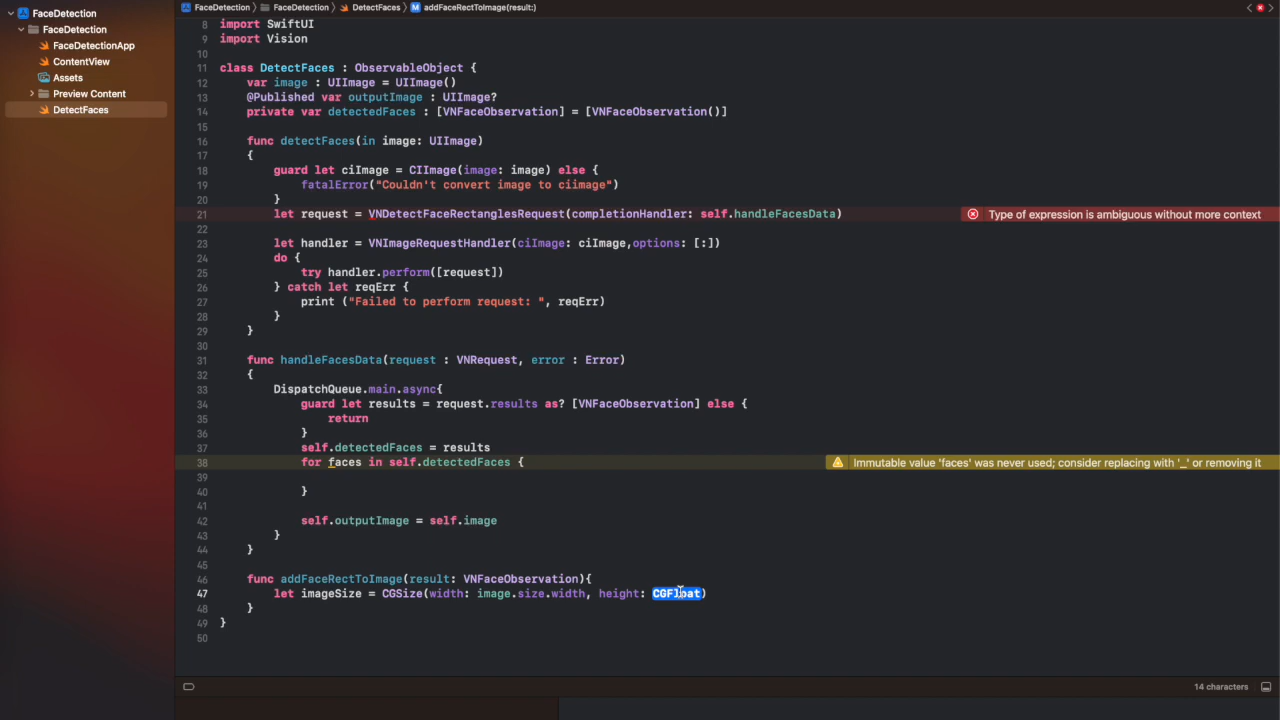 FaceDetection
FaceDetection
FaceDetectionApp
ContentView
Assets
Preview Content
DetectFaces
FaceDetection FaceDetection DetectFaces M addFaceRectToImage(result:)
8 import SwiftUI
9 import Vision
10
11 class DetectFaces : ObservableObject {
12 var image : UIImage = UIImage()
13 @Published var outputImage : UIImage?
14 private var detectedFaces : [VNFaceObservation] = [VNFaceObservation()]
15
16 func detectFaces(in image: UIImage)
17 {
18 guard let ciImage = CIImage(image: image) else {
19 fatalError("Couldn't convert image to ciimage")
20 }
21 let request = VNDetectFaceRectanglesRequest(completionHandler: self.handleFacesData) Type of expression is ambiguous without more context
22
23 let handler = VNImageRequestHandler(ciImage: ciImage,options: [:])
24 do {
25 try handler.perform([request])
26 } catch let reqErr {
27 print ("Failed to perform request: ", reqErr)
28 }
29 }
30
31 func handleFacesData(request : VNRequest, error : Error)
32 {
33 DispatchQueue.main.async{
34 guard let results = request.results as? [VNFaceObservation] else {
35 return
36 }
37 self.detectedFaces = results
38 for faces in self.detectedFaces { Immutable value 'faces' was never used; consider replacing with '_' or removing it
39
40 }
41
42 self.outputImage = self.image
43 }
44 }
45
46 func addFaceRectToImage(result: VNFaceObservation){
47 let imageSize = CGSize(width: image.size.width, height: CGFloat)
48 }
49 }
50
14 characters